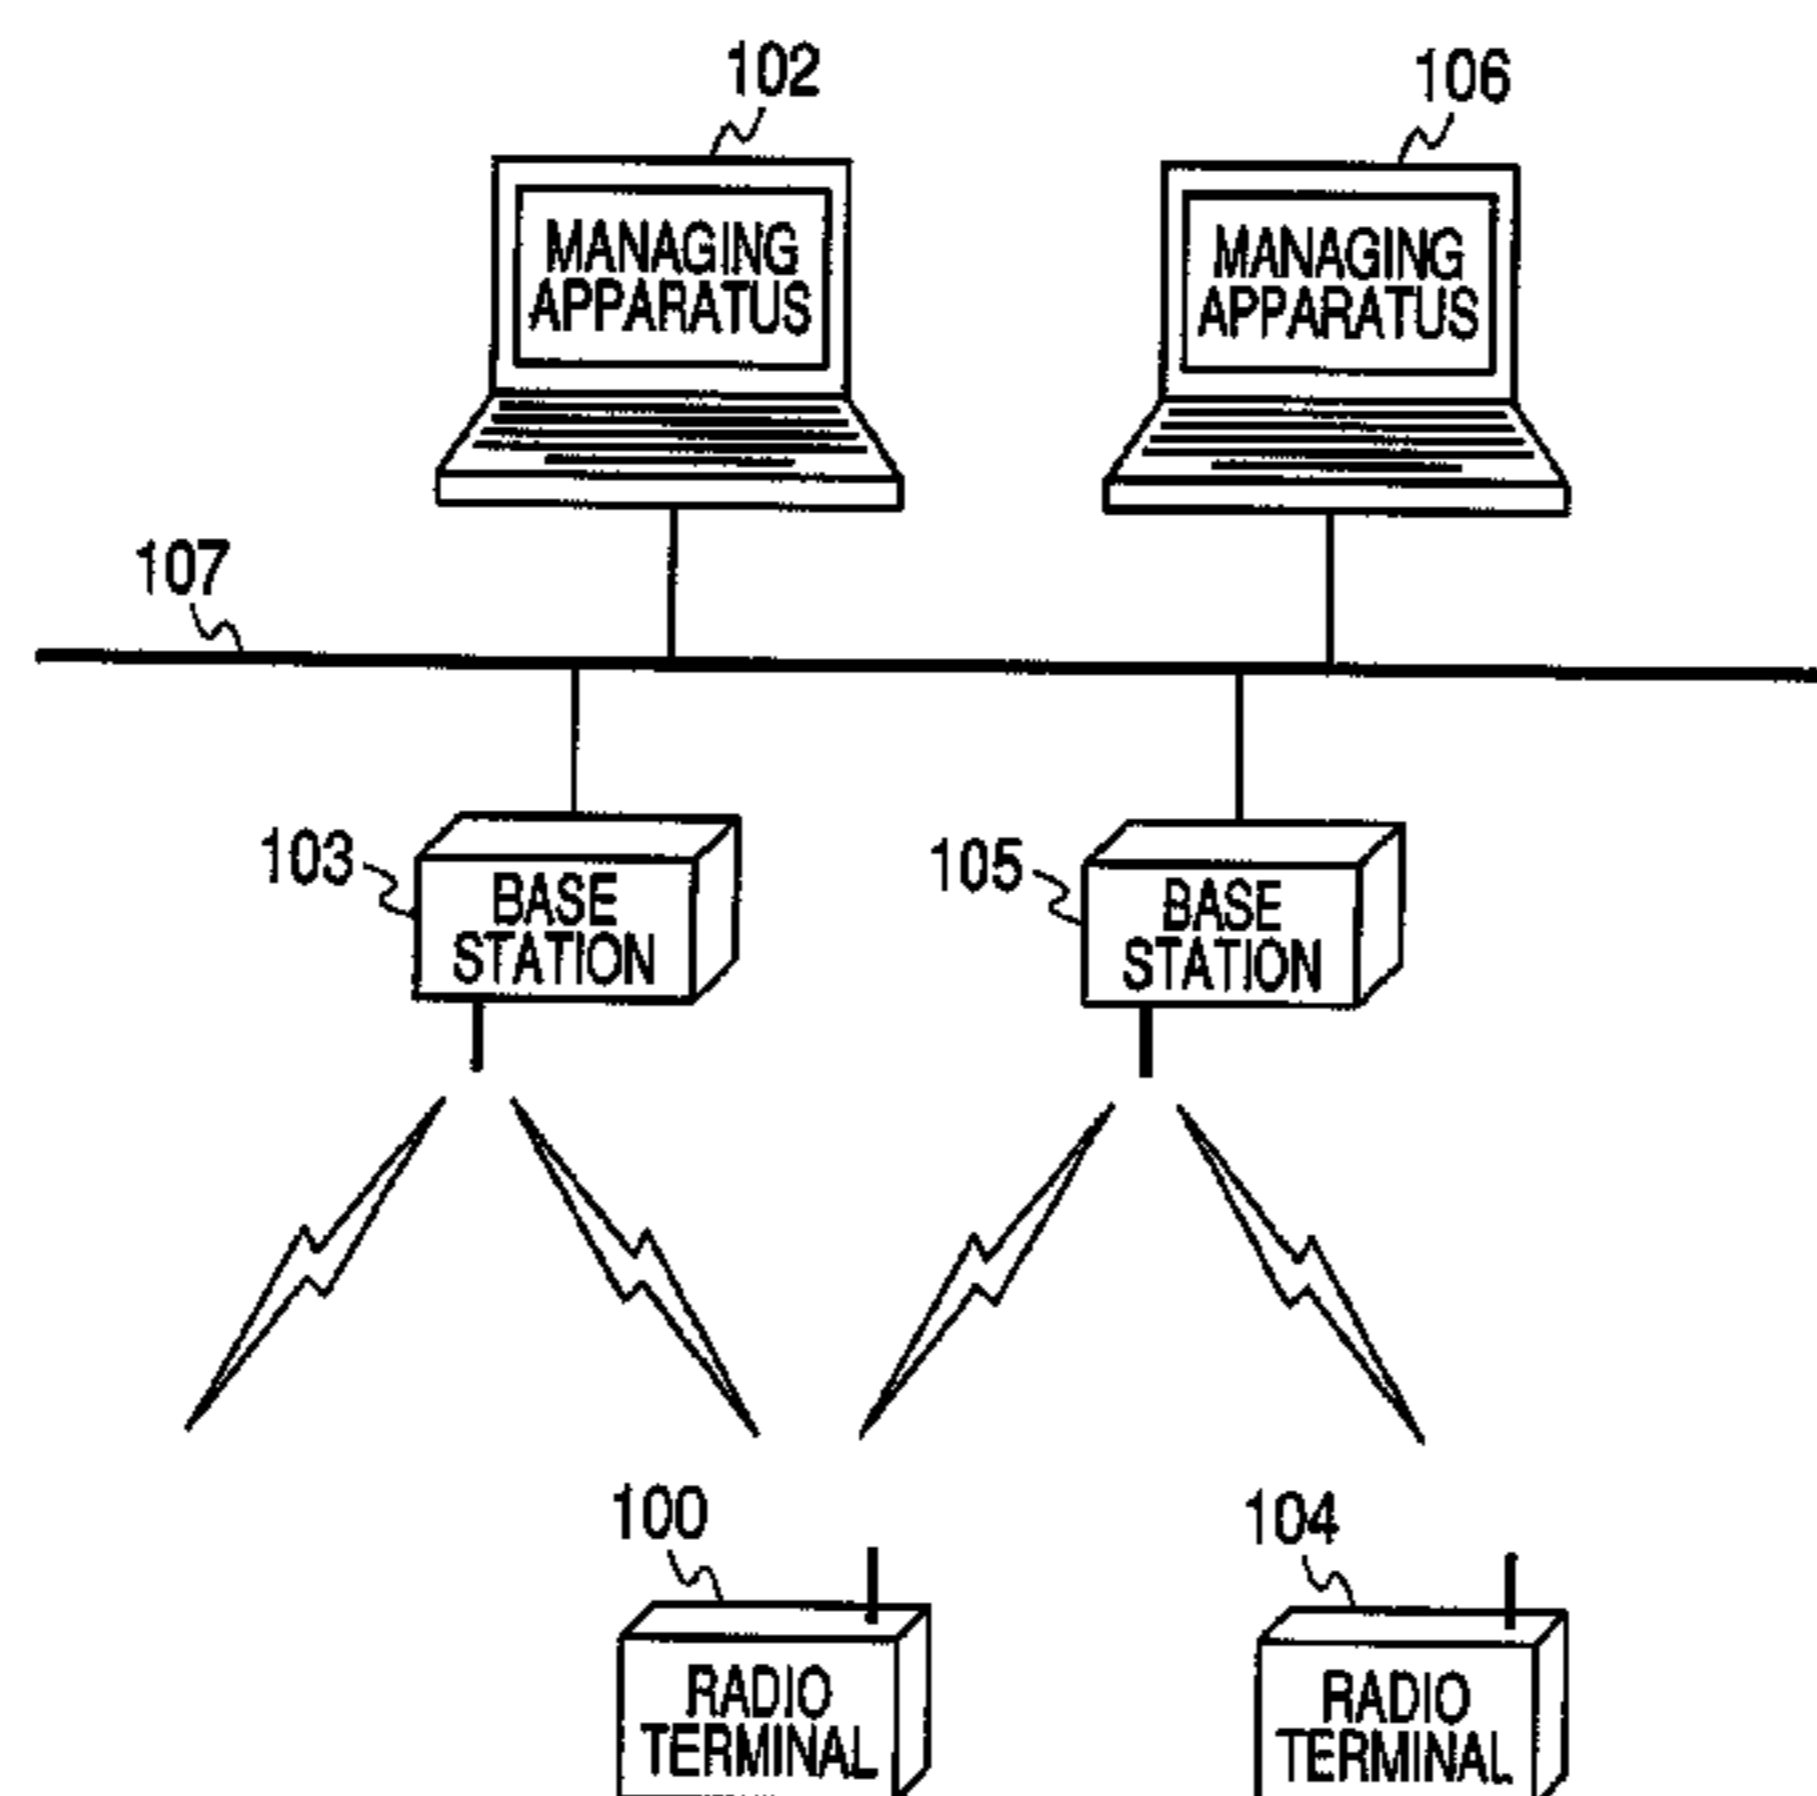 102
106
MANAGING
APPARATUS
MANAGING
APPARATUS
107
103
BASE
STATION
105
BASE
STATION
100
RADIO
TERMINAL
104
RADIO
TERMINAL